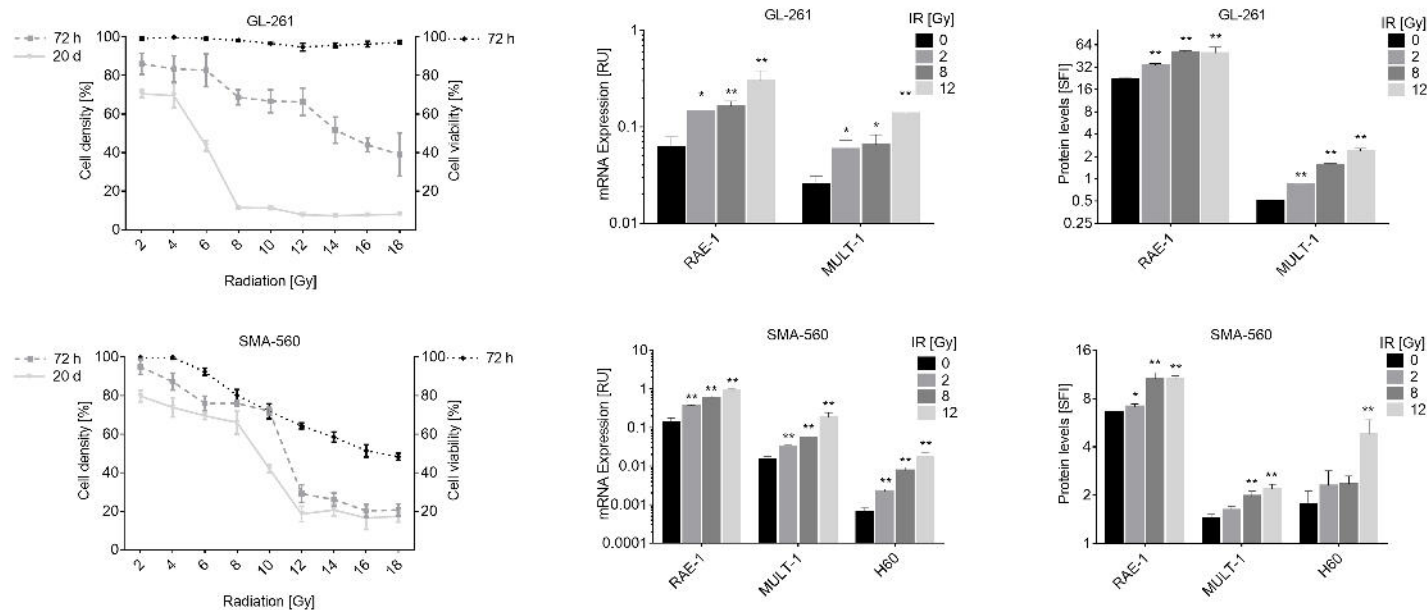 GL-261
72 h
20 d
72 h
Cell density [%]
100
80
60
40
20
0
Cell viability [%]
100
80
60
40
20
2
4
6
8
10
12
14
16
18
Radiation [Gy]
GL-261
IR [Gy]
0
2
8
12
mRNA Expression [RU]
1
0.1
0.01
*
**
**
*
*
**
RAE-1
MULT-1
GL-261
IR [Gy]
0
2
8
12
Protein levels [SFI]
64
32
16
8
4
2
1
0.5
0.25
**
**
**
**
**
**
RAE-1
MULT-1
SMA-560
72 h
20 d
72 h
Cell density [%]
100
80
60
40
20
0
Cell viability [%]
100
80
60
40
20
2
4
6
8
10
12
14
16
18
Radiation [Gy]
SMA-560
IR [Gy]
0
2
8
12
mRNA Expression [RU]
10
1
0.1
0.01
0.001
0.0001
**
**
**
**
**
**
**
**
**
RAE-1
MULT-1
H60
SMA-560
IR [Gy]
0
2
8
12
Protein levels [SFI]
16
8
4
2
1
*
**
**
**
**
**
RAE-1
MULT-1
H60